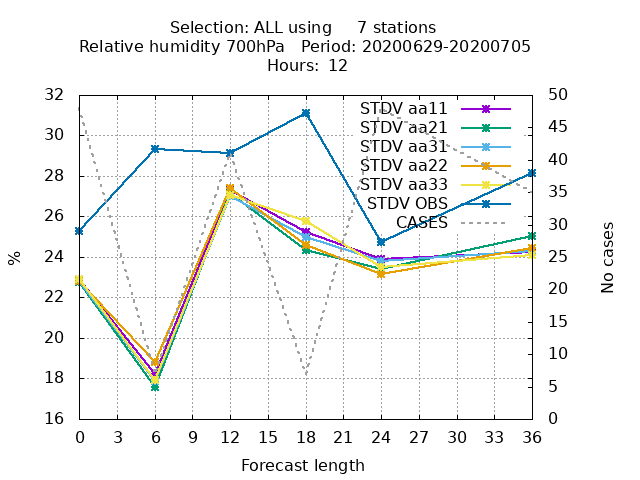 Selection: ALL using     7 stations
Relative humidity 700hPa   Period: 20200629-20200705
Hours:  12
32
30
28
26
24
22
20
18
16
50
45
40
35
30
25
20
15
10
5
0
STDV aa11
STDV aa21
STDV aa31
STDV aa22
STDV aa33
STDV OBS
CASES
%
No cases
0 3 6 9 12 15 18 21 24 27 30 33 36
Forecast length